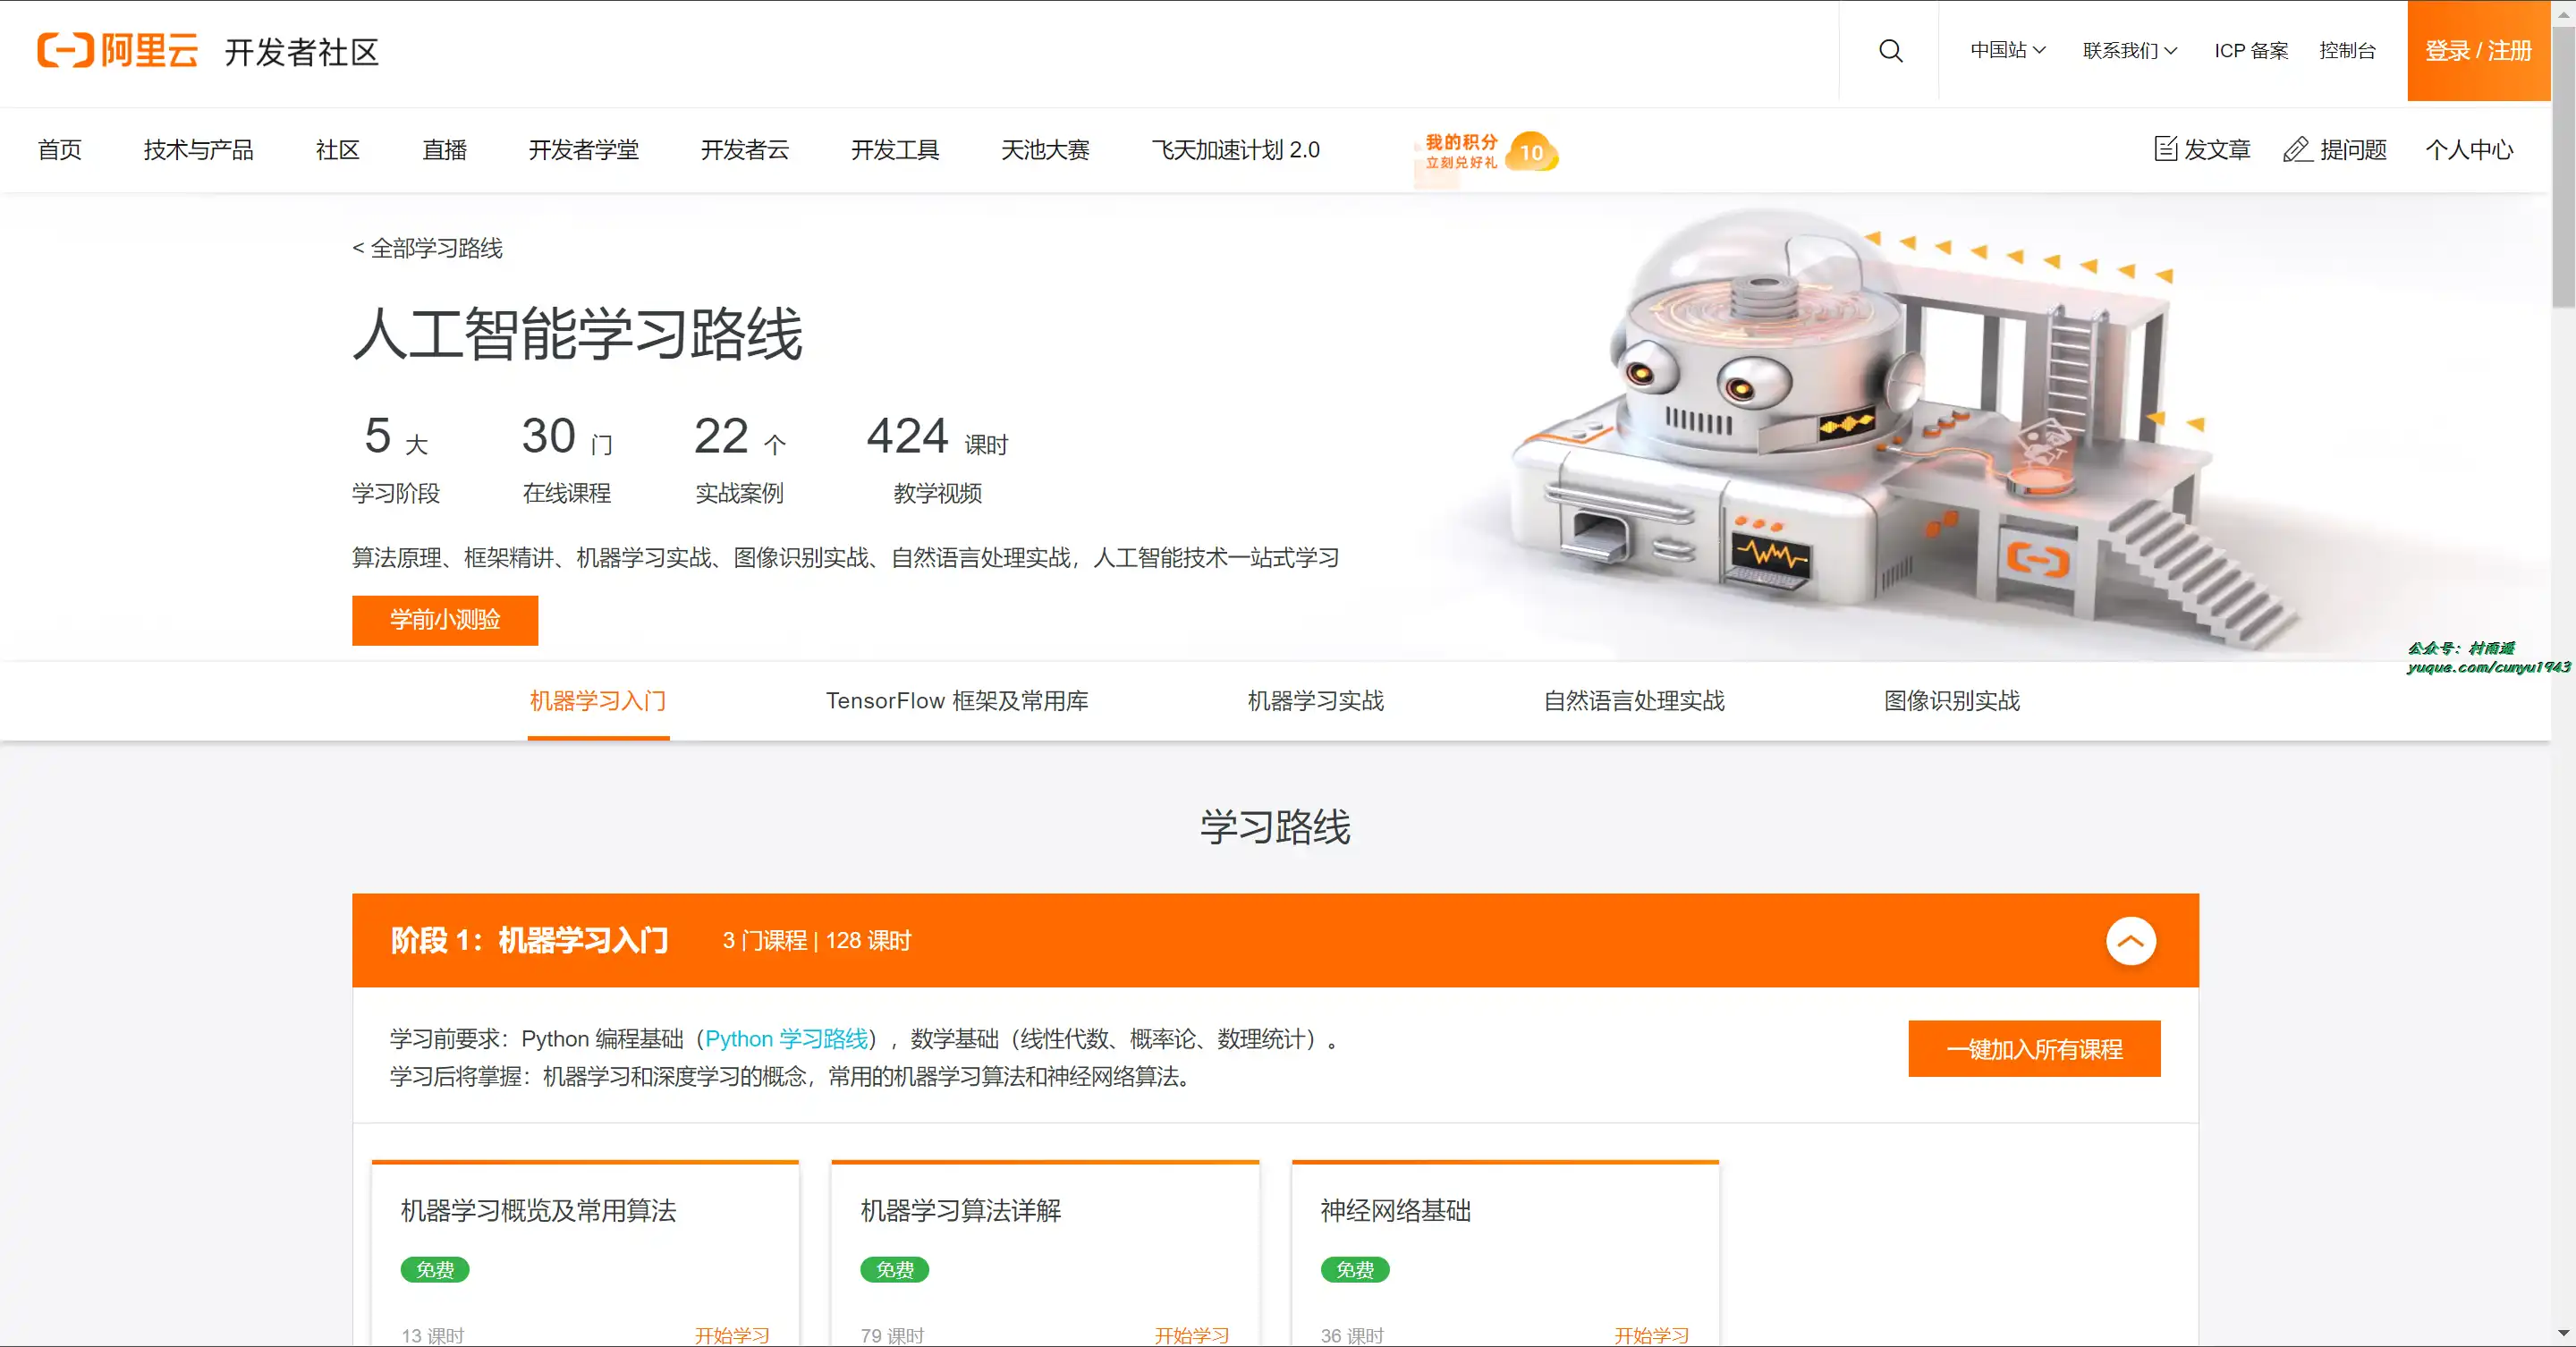 阿里云 开发者社区
中国站 联系我们 ICP 备案 控制台 登录 / 注册
首页 技术与产品 社区 直播 开发者学堂 开发者云 开发工具 天池大赛 飞天加速计划 2.0 我的积分 10 发文章 提问题 个人中心
立刻兑好礼
< 全部学习路线
人工智能学习路线
5 大 30 门 22 个 424 课时
学习阶段 在线课程 实战案例 教学视频
算法原理、框架精讲、机器学习实战、图像识别实战、自然语言处理实战，人工智能技术一站式学习
学前小测验
公众号：村雨遥
yuque.com/cunyu1943
机器学习入门 TensorFlow 框架及常用库 机器学习实战 自然语言处理实战 图像识别实战
学习路线
阶段 1：机器学习入门 3 门课程 | 128 课时
学习前要求：Python 编程基础（Python 学习路线），数学基础（线性代数、概率论、数理统计）。
学习后将掌握：机器学习和深度学习的概念，常用的机器学习算法和神经网络算法。
一键加入所有课程
机器学习概览及常用算法 机器学习算法详解 神经网络基础
免费 免费 免费
13 课时 开始学习 79 课时 开始学习 36 课时 开始学习